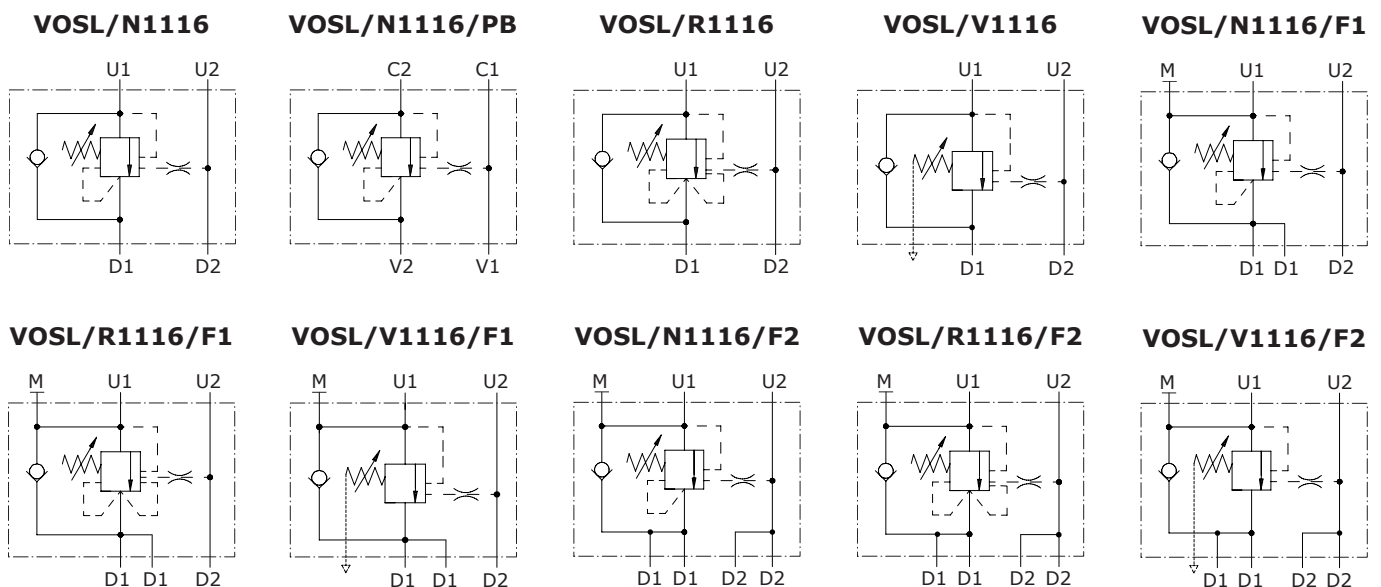 VOSL/N1116 VOSL/N1116/PB VOSL/R1116 VOSL/V1116 VOSL/N1116/F1
U1 U2 C2 C1 U1 U2 U1 U2 M U1 U2
D1 D2 V2 V1 D1 D2 D1 D2 D1 D1 D2
VOSL/R1116/F1 VOSL/V1116/F1 VOSL/N1116/F2 VOSL/R1116/F2 VOSL/V1116/F2
M U1 U2 M U1 U2 M U1 U2 M U1 U2 M U1 U2
D1 D1 D2 D1 D1 D2 D1 D1 D2 D2 D1 D1 D2 D2 D1 D1 D2 D2